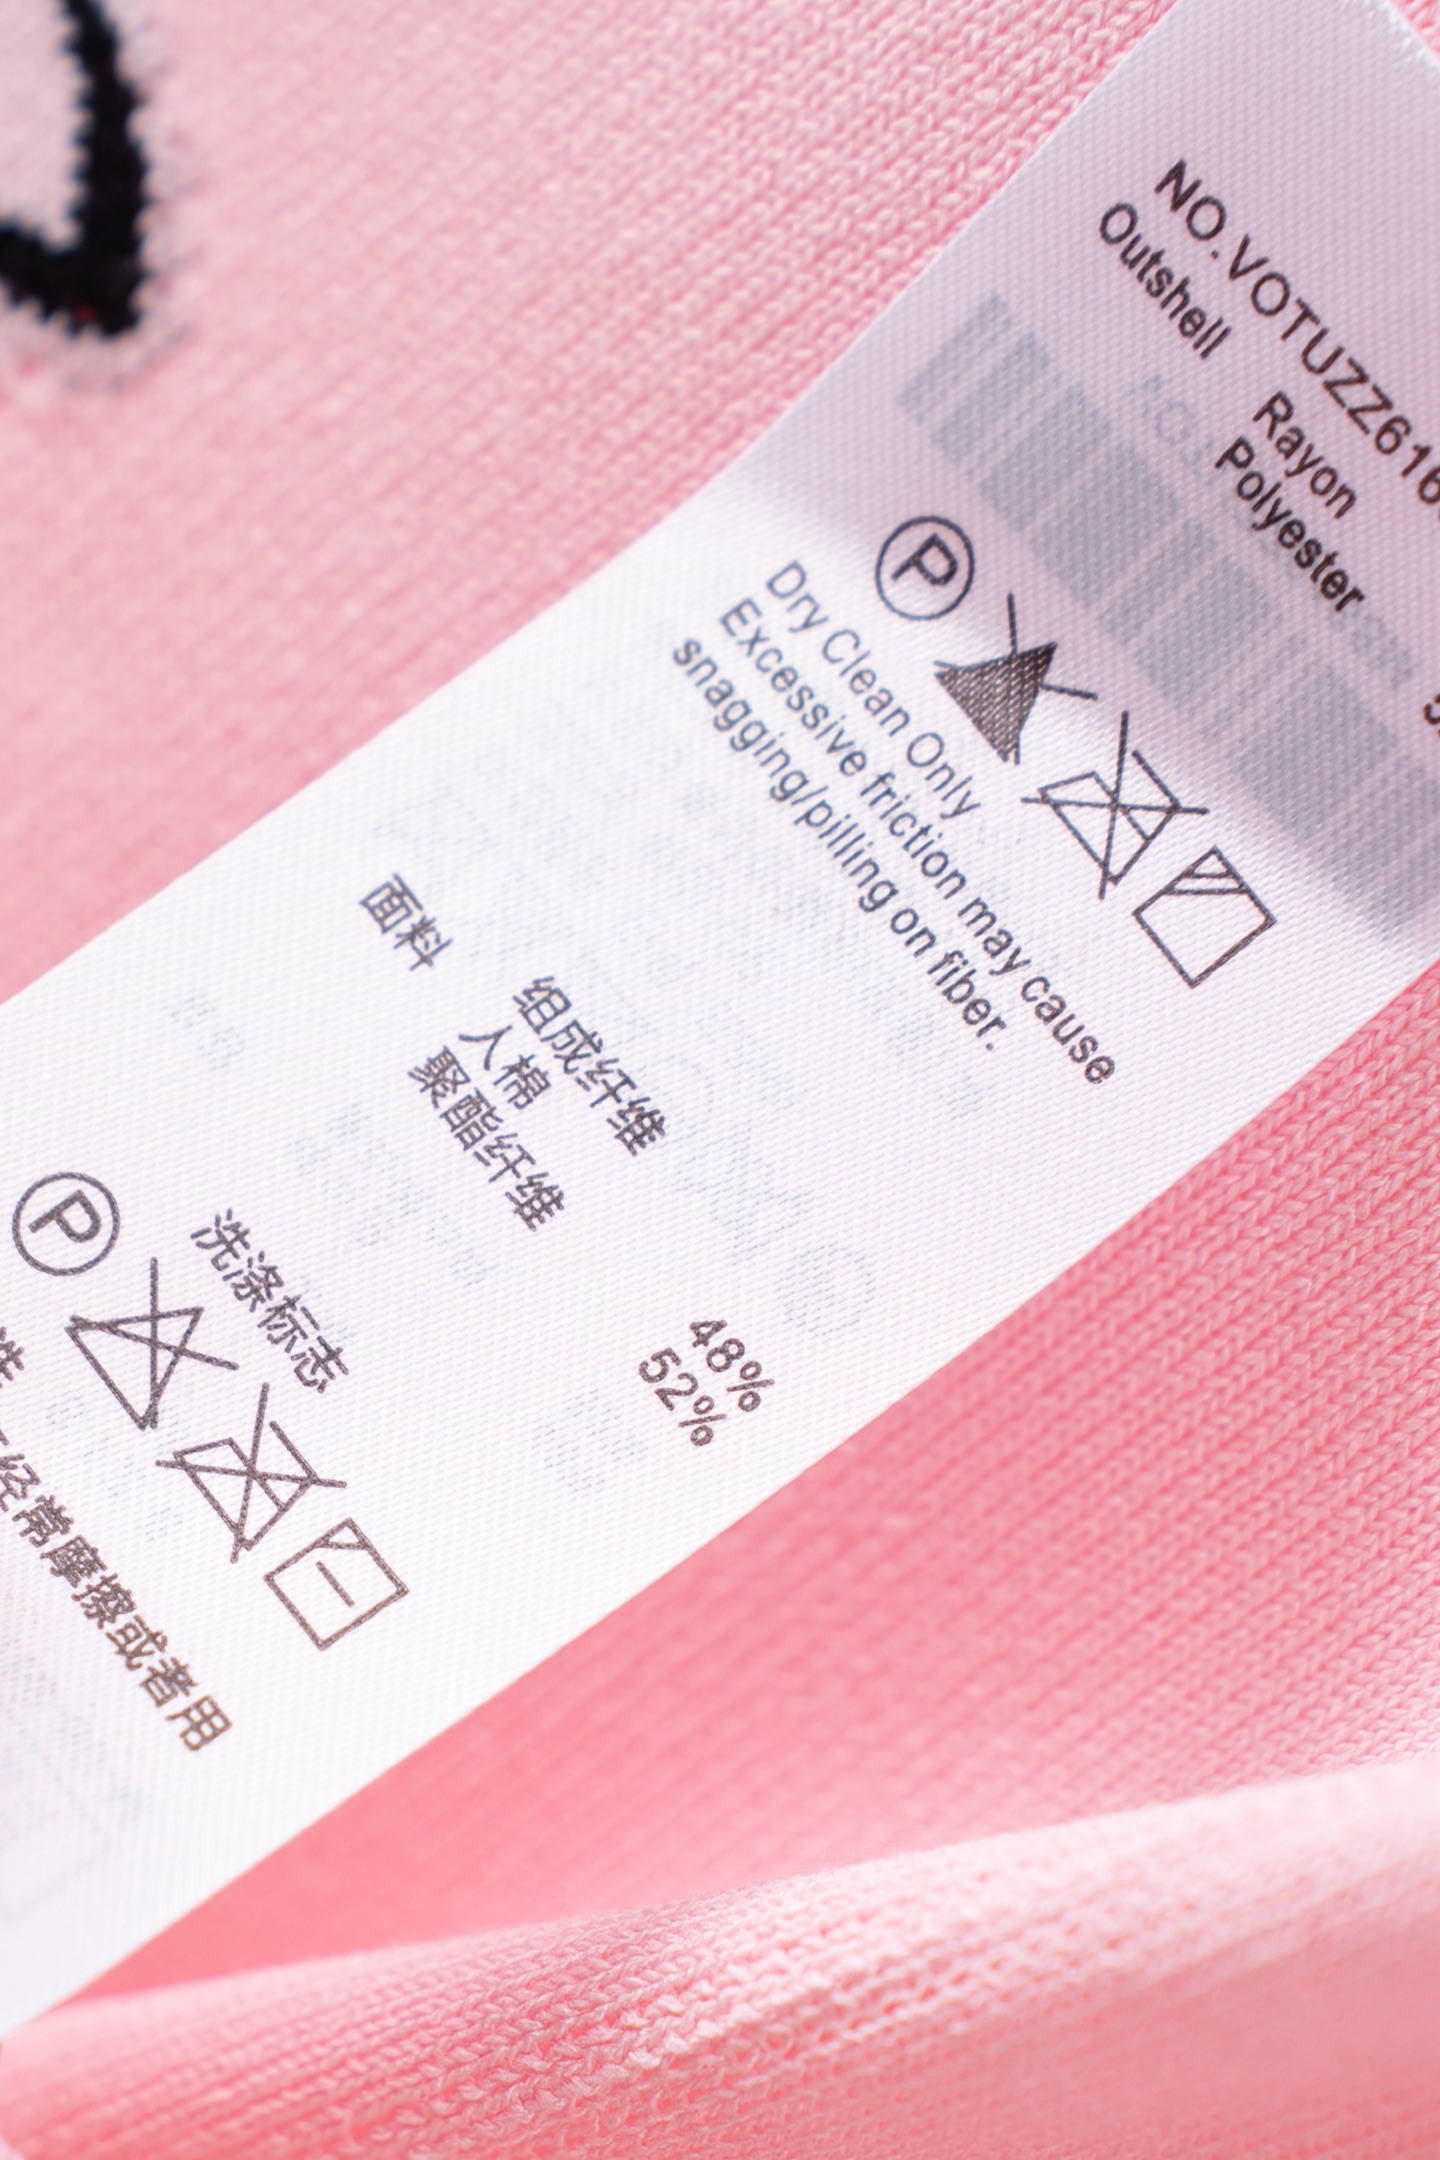 NO.VOTUZZ616
Outshell
Rayon
Polyester
Ⓟ
Dry Clean Only
Excessive friction may cause
snagging/pilling on fiber.
面料
组成纤维
人棉 48%
聚酯纤维 52%
洗涤标志
Ⓟ
经常摩擦或者用